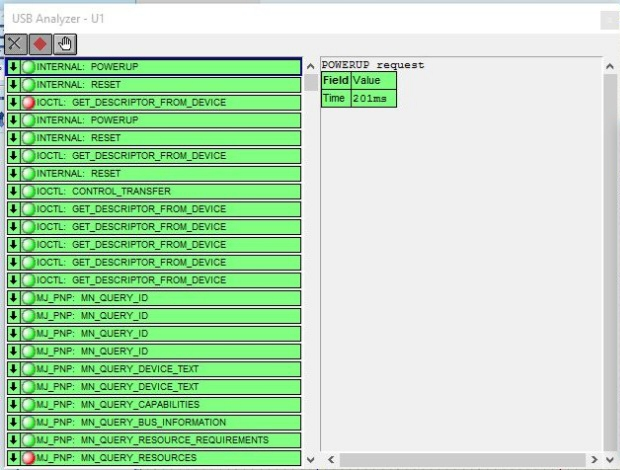 USB Analyzer - U1
INTERNAL: POWERUP
INTERNAL: RESET
IOCTL: GET_DESCRIPTOR_FROM_DEVICE
INTERNAL: POWERUP
INTERNAL: RESET
IOCTL: GET_DESCRIPTOR_FROM_DEVICE
INTERNAL: RESET
IOCTL: CONTROL_TRANSFER
IOCTL: GET_DESCRIPTOR_FROM_DEVICE
IOCTL: GET_DESCRIPTOR_FROM_DEVICE
IOCTL: GET_DESCRIPTOR_FROM_DEVICE
IOCTL: GET_DESCRIPTOR_FROM_DEVICE
IOCTL: GET_DESCRIPTOR_FROM_DEVICE
MJ_PNP: MN_QUERY_ID
MJ_PNP: MN_QUERY_ID
MJ_PNP: MN_QUERY_ID
MJ_PNP: MN_QUERY_ID
MJ_PNP: MN_QUERY_DEVICE_TEXT
MJ_PNP: MN_QUERY_DEVICE_TEXT
MJ_PNP: MN_QUERY_CAPABILITIES
MJ_PNP: MN_QUERY_BUS_INFORMATION
MJ_PNP: MN_QUERY_RESOURCE_REQUIREMENTS
MJ_PNP: MN_QUERY_RESOURCES
POWERUP request
Field Value
Time 201ms